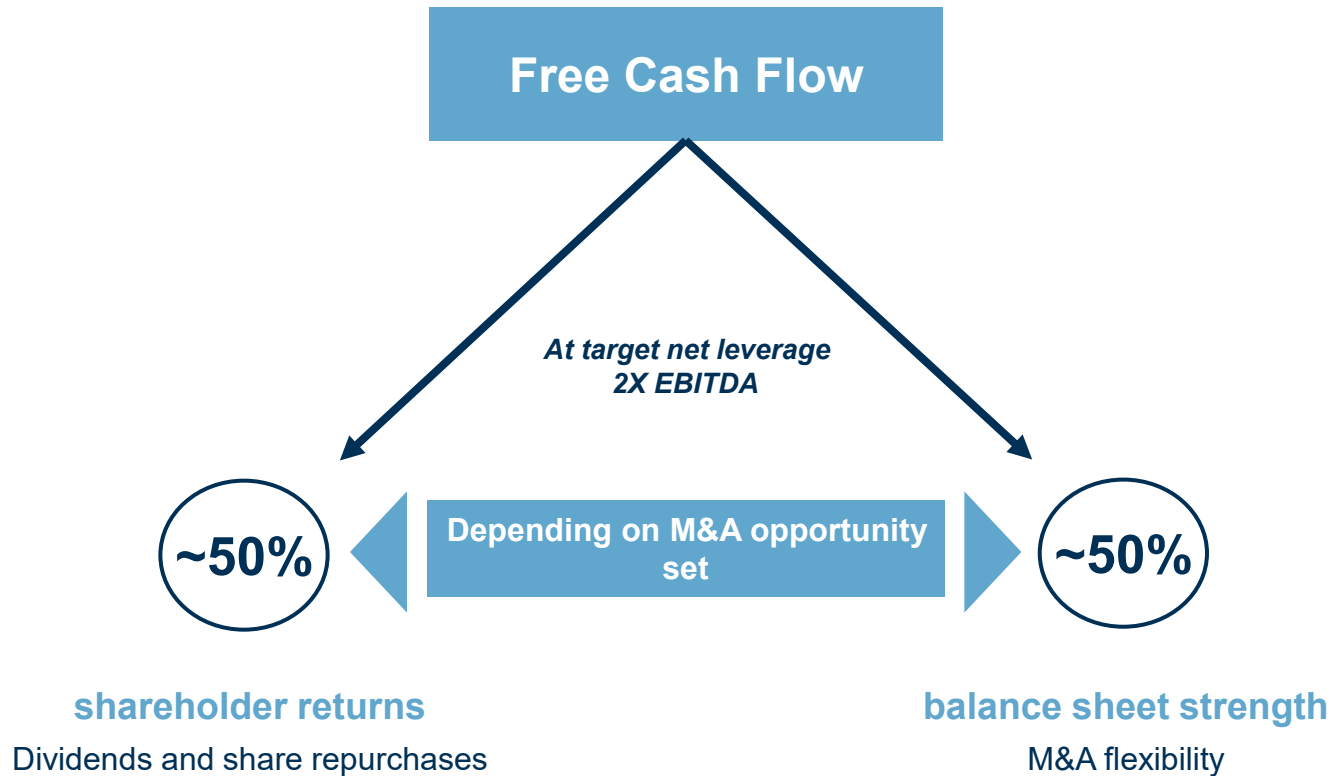 Free Cash Flow
At target net leverage
2X EBITDA
Depending on M&A opportunity
set
~50%
~50%
shareholder returns
Dividends and share repurchases
balance sheet strength
M&A flexibility